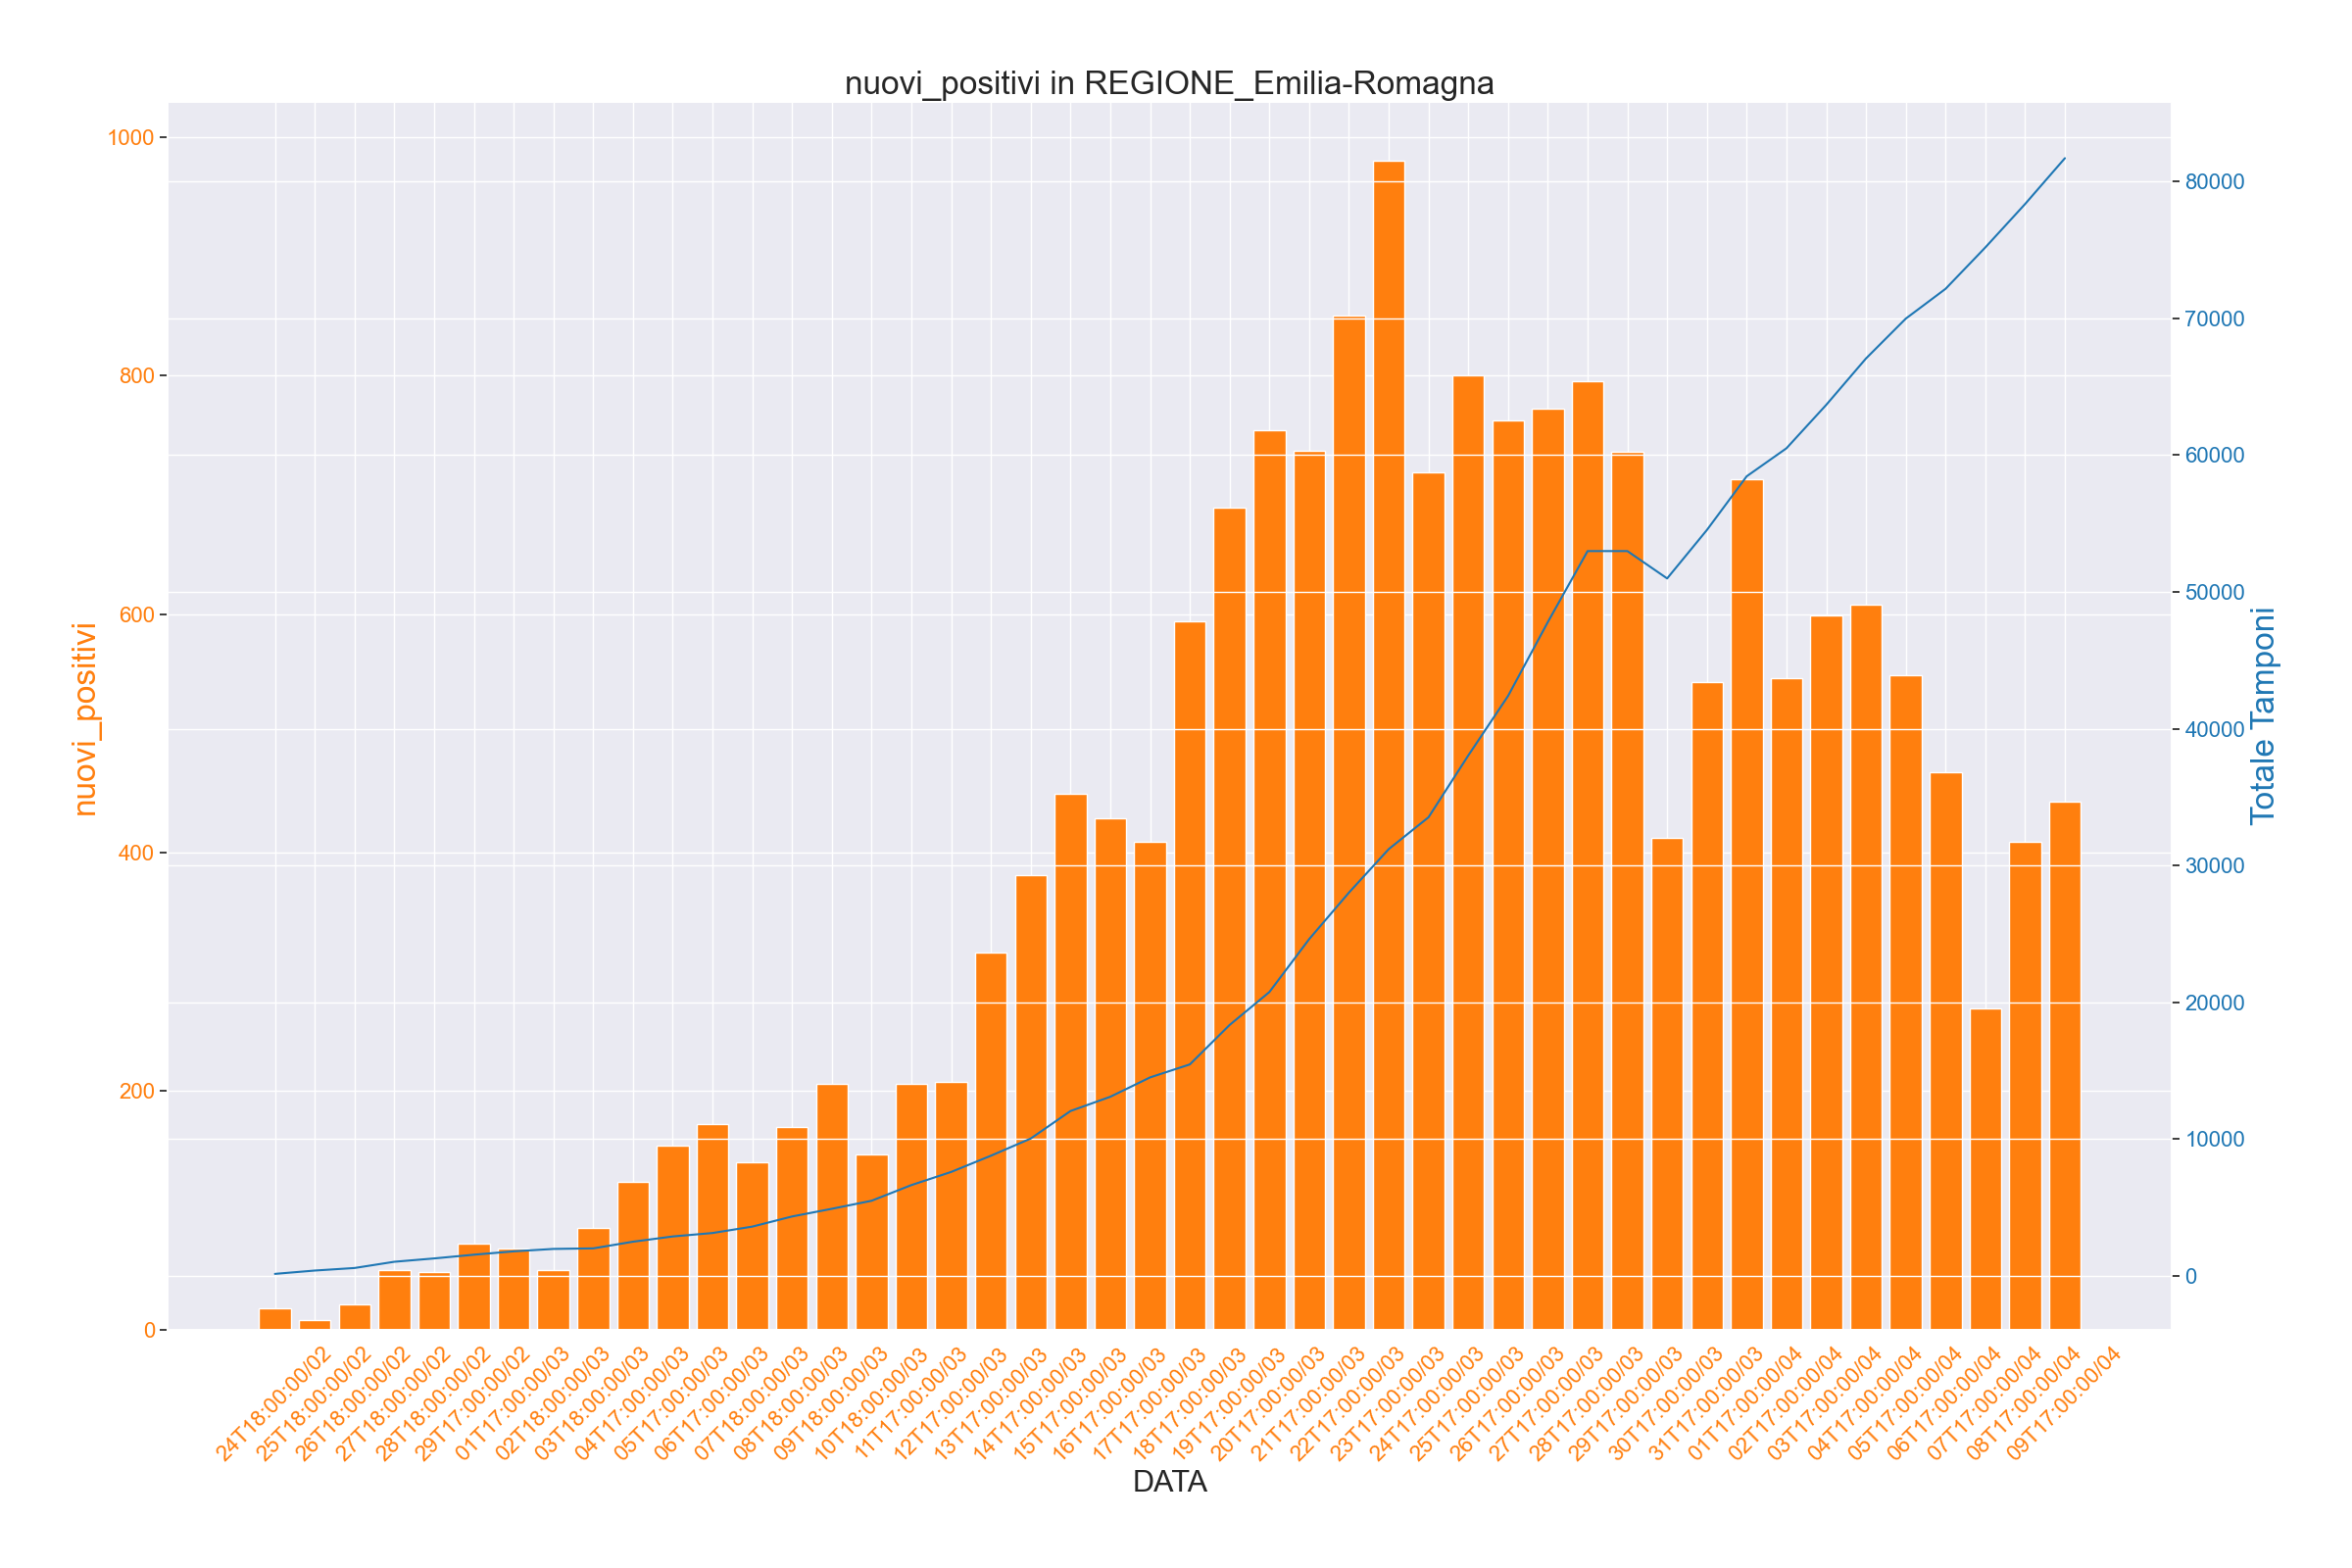 nuovi_positivi in REGIONE_Emilia-Romagna
1000
800
600
400
200
0
nuovi_positivi
80000
70000
60000
50000
40000
30000
20000
10000
0
Totale Tamponi
24T18:00:00/02
25T18:00:00/02
26T18:00:00/02
27T18:00:00/02
28T18:00:00/02
29T17:00:00/02
01T17:00:00/03
02T18:00:00/03
03T18:00:00/03
04T17:00:00/03
05T17:00:00/03
06T17:00:00/03
07T18:00:00/03
08T18:00:00/03
09T18:00:00/03
10T18:00:00/03
11T17:00:00/03
12T17:00:00/03
13T17:00:00/03
14T17:00:00/03
15T17:00:00/03
16T17:00:00/03
17T17:00:00/03
18T17:00:00/03
19T17:00:00/03
20T17:00:00/03
21T17:00:00/03
22T17:00:00/03
23T17:00:00/03
24T17:00:00/03
25T17:00:00/03
26T17:00:00/03
27T17:00:00/03
28T17:00:00/03
29T17:00:00/03
30T17:00:00/03
31T17:00:00/03
01T17:00:00/04
02T17:00:00/04
03T17:00:00/04
04T17:00:00/04
05T17:00:00/04
06T17:00:00/04
07T17:00:00/04
08T17:00:00/04
09T17:00:00/04
DATA